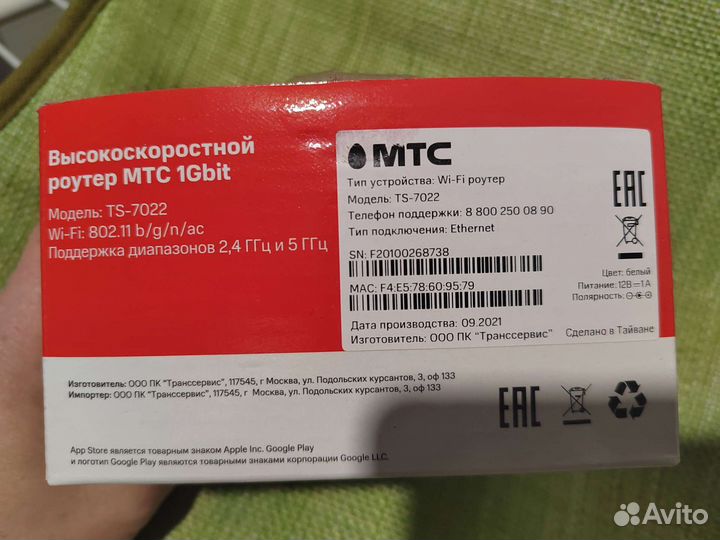 Высокоскоростной
роутер МТС 1Gbit
Модель: TS-7022
Wi-Fi: 802.11 b/g/n/ac
Поддержка диапазонов 2,4 ГГц и 5 ГГц
МТС
Тип устройства: Wi-Fi роутер
Модель: TS-7022
Телефон поддержки: 8 800 250 08 90
Тип подключения: Ethernet
SN: F20100268738
MAC: F4:E5:78:60:95:79
Дата производства: 09.2021
Изготовитель: ООО ПК "Транссервис"
EAC
Цвет: белый
Питание: 12В=1А
Полярность:
Сделано в Тайване
Изготовитель: ООО ПК "Транссервис", 117545, г Москва, ул. Подольских курсантов, 3, оф 133
Импортер: ООО ПК "Транссервис", 117545, г Москва, ул. Подольских курсантов, 3, оф 133
EAC
App Store является товарным знаком Apple Inc. Google Play
и логотип Google Play являются товарными знаками корпорации Google LLC.
Avito